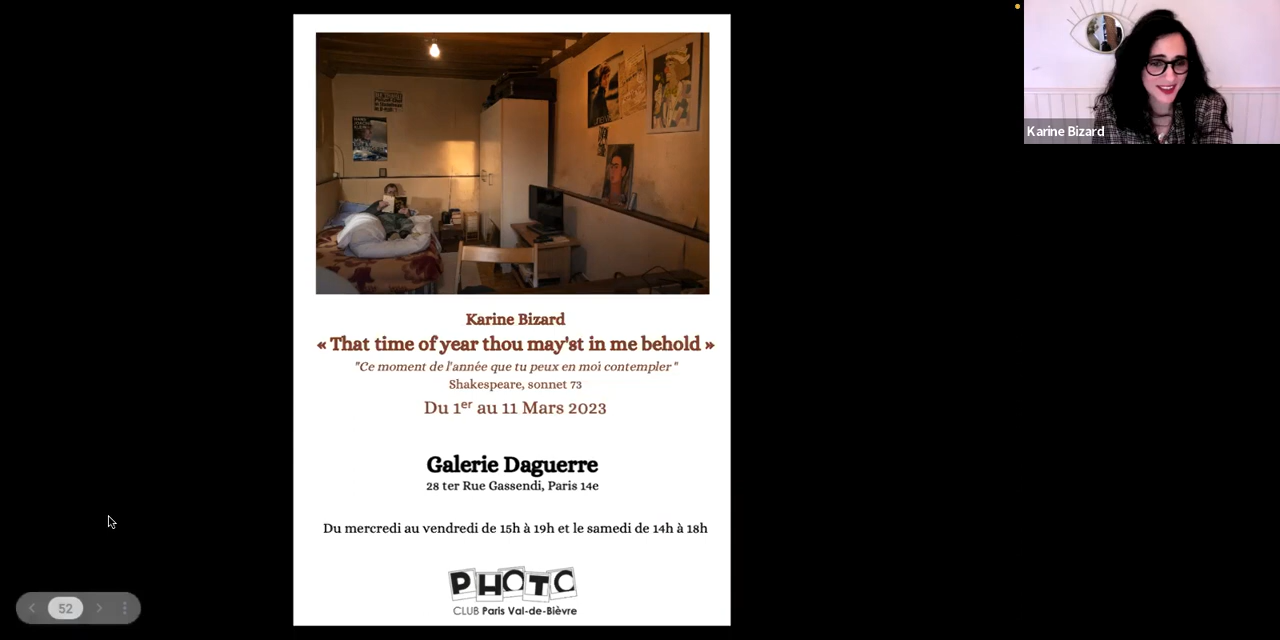 Karine Bizard
« That time of year thou may'st in me behold »
"Ce moment de l'année que tu peux en moi contempler"
Shakespeare, sonnet 73
Du 1er au 11 Mars 2023
Galerie Daguerre
28 ter Rue Gassendi, Paris 14e
Du mercredi au vendredi de 15h à 19h et le samedi de 14h à 18h
PHOTO
CLUB Paris Val-de-Bièvre
Karine Bizard
52